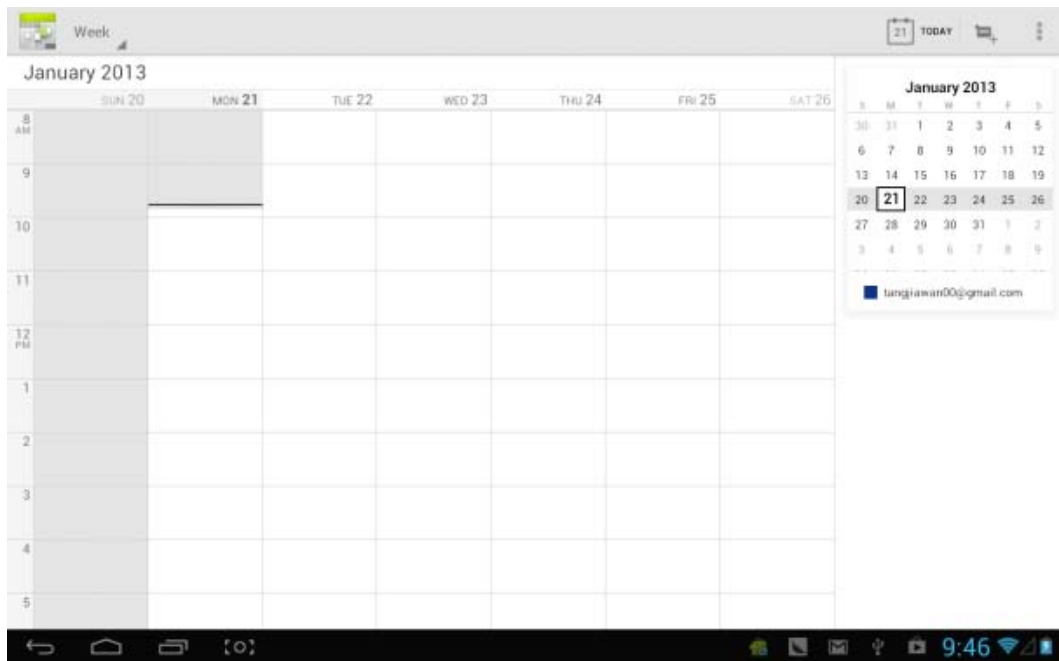 Week
21 TODAY
January 2013
SUN 20 MON 21 TUE 22 WED 23 THU 24 FRI 25 SAT 26
8
AM
9
10
11
12
PM
1
2
3
4
5
January 2013
S M T W T F S
30 31 1 2 3 4 5
6 7 8 9 10 11 12
13 14 15 16 17 18 19
20 21 22 23 24 25 26
27 28 29 30 31 1 2
3 4 5 6 7 8 9
tangjiawan00@gmail.com
9:46